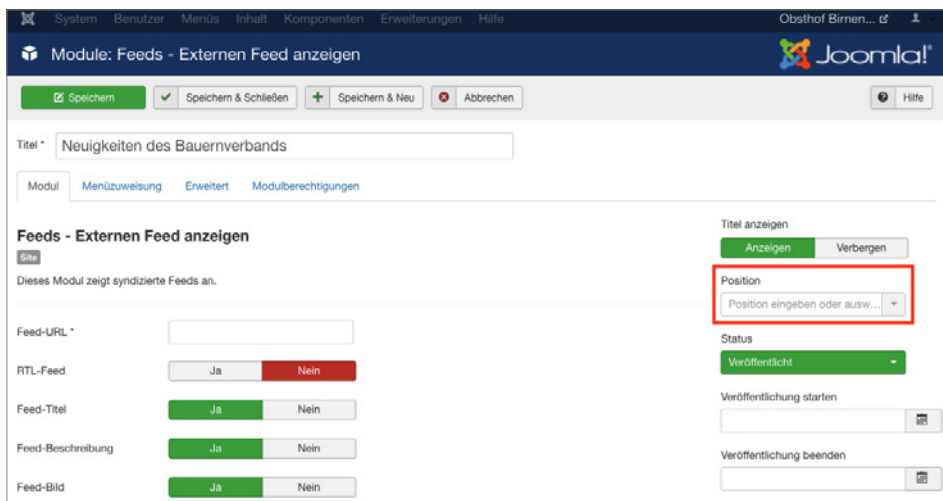 System Benutzer Menüs Inhalt Komponenten Erweiterungen Hilfe Obsthof Birnen...
Module: Feeds - Externen Feed anzeigen Joomla!®
Speichern Speichern & Schließen Speichern & Neu Abbrechen Hilfe
Titel * Neuigkeiten des Bauernverbands
Modul Menüzuweisung Erweitert Modulberechtigungen
Feeds - Externen Feed anzeigen
Site
Dieses Modul zeigt syndizierte Feeds an.
Feed-URL *
RTL-Feed Ja Nein
Feed-Titel Ja Nein
Feed-Beschreibung Ja Nein
Feed-Bild Ja Nein
Titel anzeigen
Anzeigen Verbergen
Position
Position eingeben oder ausw...
Status
Veröffentlicht
Veröffentlichung starten
Veröffentlichung beenden